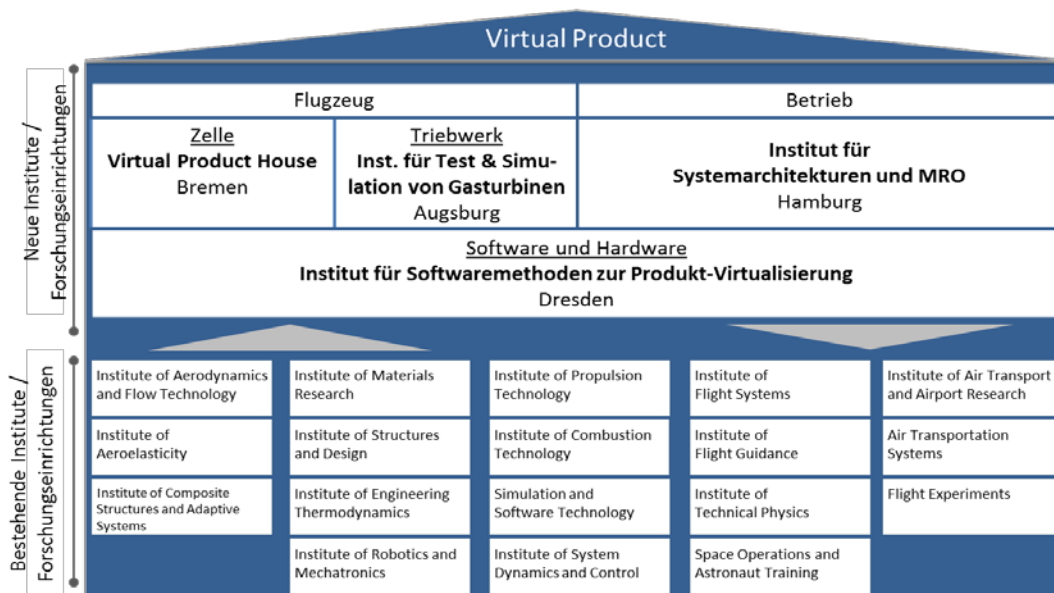 Virtual Product
Neue Institute /
Forschungseinrichtungen
Flugzeug
Betrieb
Zelle
Virtual Product House
Bremen
Triebwerk
Inst. für Test & Simu-
lation von Gasturbinen
Augsburg
Institut für
Systemarchitekturen und MRO
Hamburg
Software und Hardware
Institut für Softwaremethoden zur Produkt-Virtualisierung
Dresden
Bestehende Institute /
Forschungseinrichtungen
Institute of Aerodynamics
and Flow Technology
Institute of Materials
Research
Institute of Propulsion
Technology
Institute of
Flight Systems
Institute of Air Transport
and Airport Research
Institute of
Aeroelasticity
Institute of Structures
and Design
Institute of Combustion
Technology
Institute of
Flight Guidance
Air Transportation
Systems
Institute of Composite
Structures and Adaptive
Systems
Institute of Engineering
Thermodynamics
Simulation and
Software Technology
Institute of
Technical Physics
Flight Experiments
Institute of Robotics and
Mechatronics
Institute of System
Dynamics and Control
Space Operations and
Astronaut Training